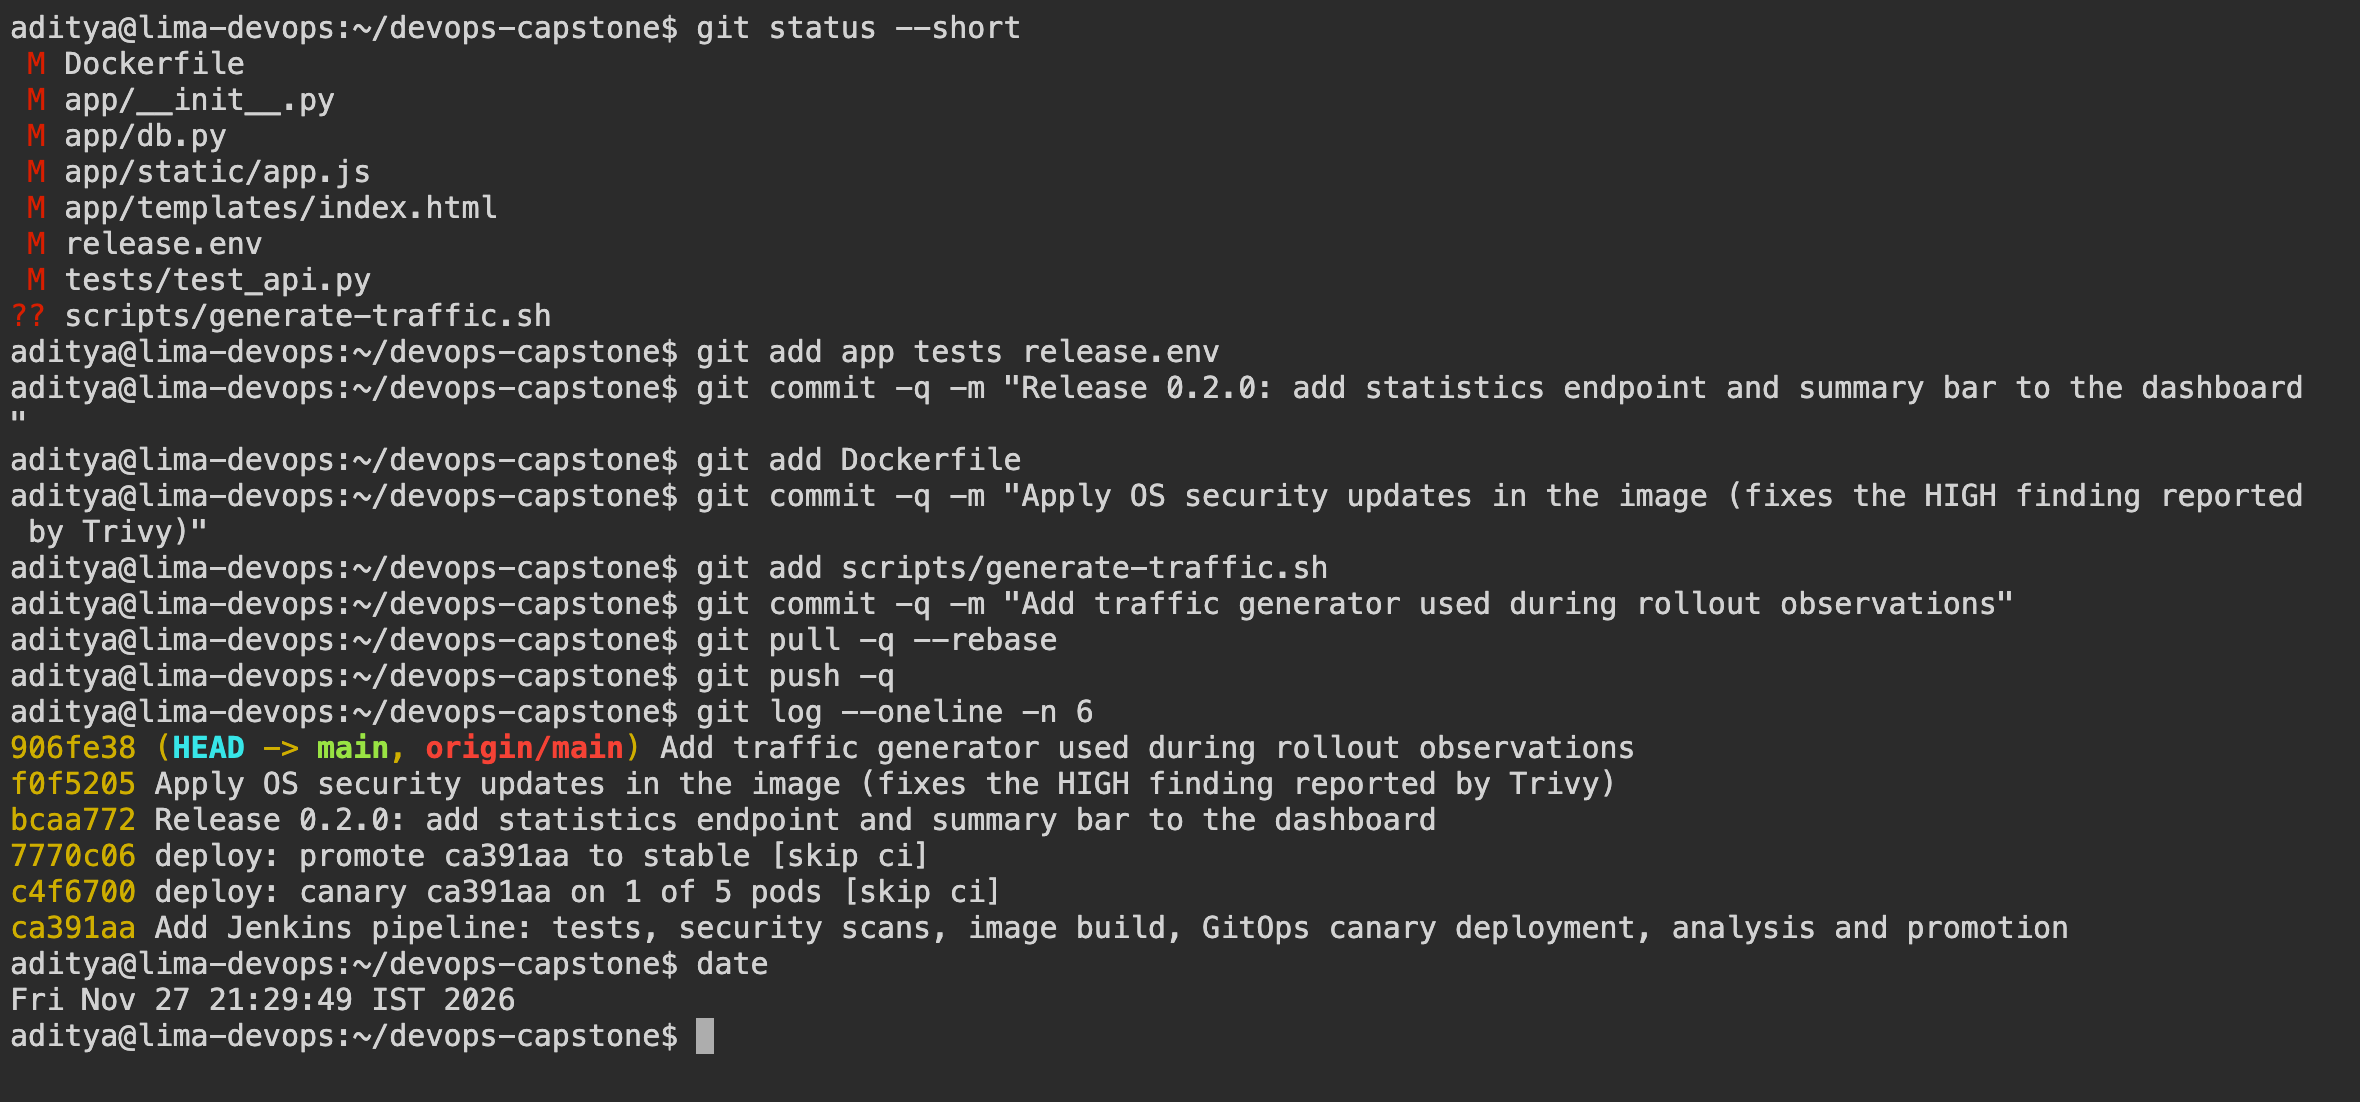 aditya@lima-devops:~/devops-capstone$ git status --short
 M Dockerfile
 M app/__init__.py
 M app/db.py
 M app/static/app.js
 M app/templates/index.html
 M release.env
 M tests/test_api.py
?? scripts/generate-traffic.sh
aditya@lima-devops:~/devops-capstone$ git add app tests release.env
aditya@lima-devops:~/devops-capstone$ git commit -q -m "Release 0.2.0: add statistics endpoint and summary bar to the dashboard
"
aditya@lima-devops:~/devops-capstone$ git add Dockerfile
aditya@lima-devops:~/devops-capstone$ git commit -q -m "Apply OS security updates in the image (fixes the HIGH finding reported
 by Trivy)"
aditya@lima-devops:~/devops-capstone$ git add scripts/generate-traffic.sh
aditya@lima-devops:~/devops-capstone$ git commit -q -m "Add traffic generator used during rollout observations"
aditya@lima-devops:~/devops-capstone$ git pull -q --rebase
aditya@lima-devops:~/devops-capstone$ git push -q
aditya@lima-devops:~/devops-capstone$ git log --oneline -n 6
906fe38 (HEAD -> main, origin/main) Add traffic generator used during rollout observations
f0f5205 Apply OS security updates in the image (fixes the HIGH finding reported by Trivy)
bcaa772 Release 0.2.0: add statistics endpoint and summary bar to the dashboard
7770c06 deploy: promote ca391aa to stable [skip ci]
c4f6700 deploy: canary ca391aa on 1 of 5 pods [skip ci]
ca391aa Add Jenkins pipeline: tests, security scans, image build, GitOps canary deployment, analysis and promotion
aditya@lima-devops:~/devops-capstone$ date
Fri Nov 27 21:29:49 IST 2026
aditya@lima-devops:~/devops-capstone$